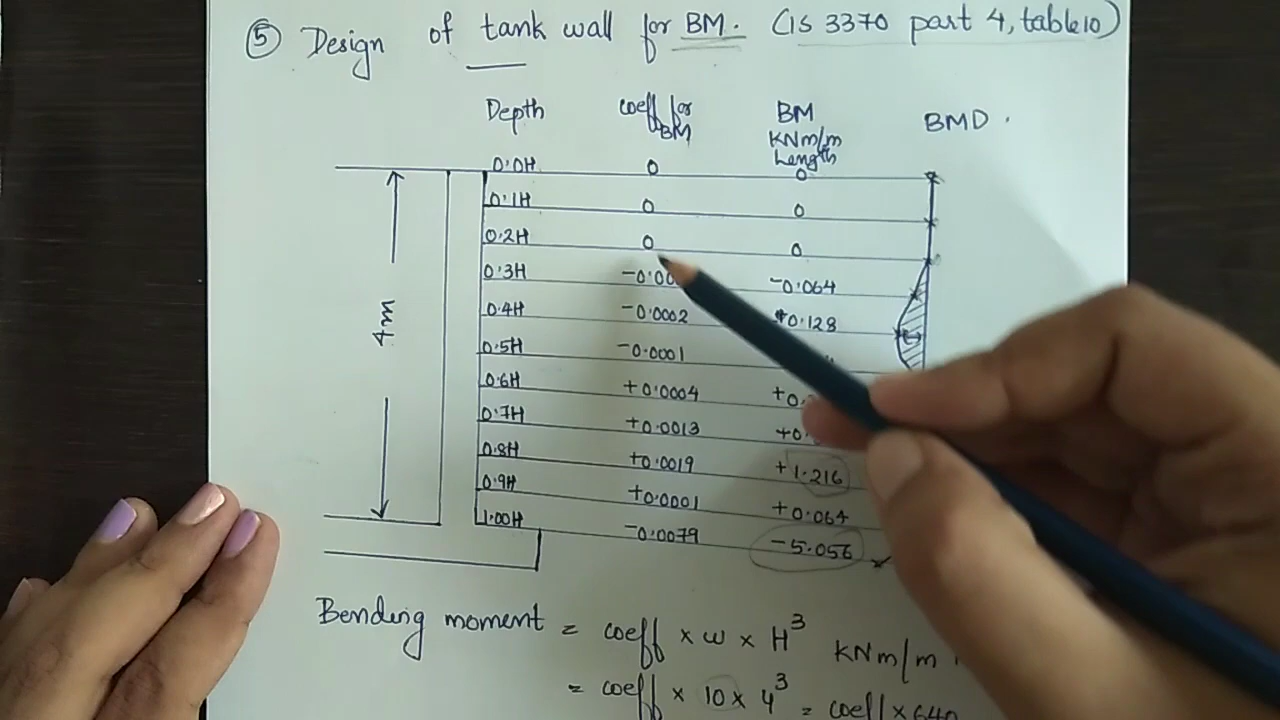 ⑤ Design of tank wall for BM. (IS 3370 part 4, table 10)
Depth coeff for BM BM KNm/m Length BMD.
0.0H 0 0
0.1H 0 0
0.2H 0 0
0.3H -0.064
0.4H -0.0002 0.128
0.5H -0.0001
0.6H +0.0004
0.7H +0.0013
0.8H +0.0019 +1.216
0.9H +0.0001 +0.064
1.00H -0.0079 -5.056
4m
Bending moment = coeff x w x H³ KNm/m
= coeff x 10 x 4³ = coeff x 640